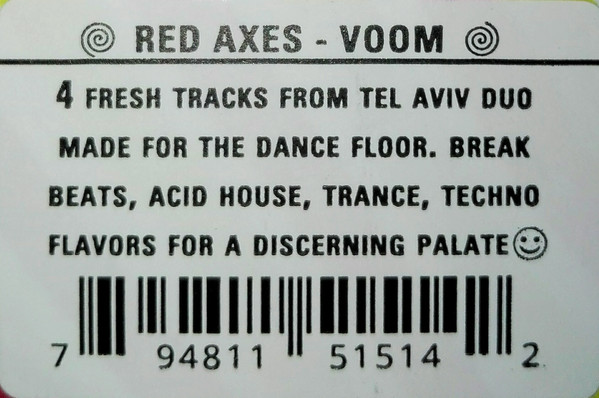 RED AXES - VOOM
4 FRESH TRACKS FROM TEL AVIV DUO
MADE FOR THE DANCE FLOOR. BREAK
BEATS, ACID HOUSE, TRANCE, TECHNO
FLAVORS FOR A DISCERNING PALATE☺
7 94811 51514 2